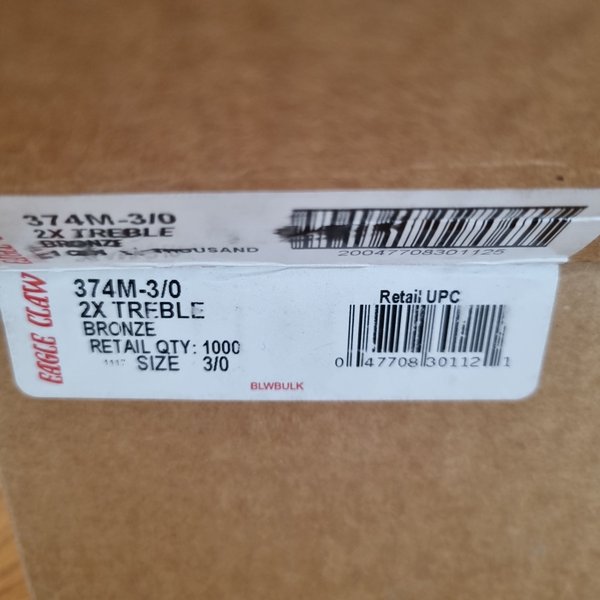 374M-3/0
2X TREBLE
BRONZE
THOUSAND
20047708301125
EAGLE CLAW
374M-3/0
2X TREBLE
BRONZE
RETAIL QTY: 1000
SIZE 3/0
Retail UPC
0 47708 30112 1
BLWBULK